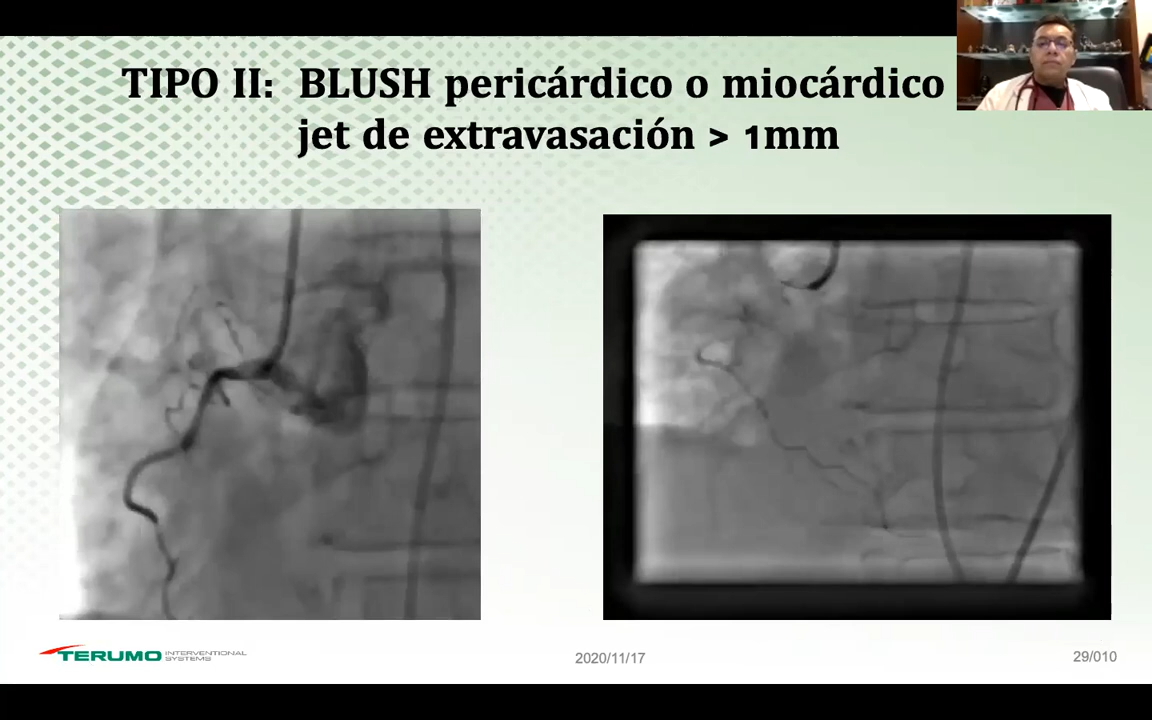 TIPO II: BLUSH pericárdico o miocárdico
jet de extravasación > 1mm
TERUMO INTERVENTIONAL
SYSTEMS
2020/11/17
29/010